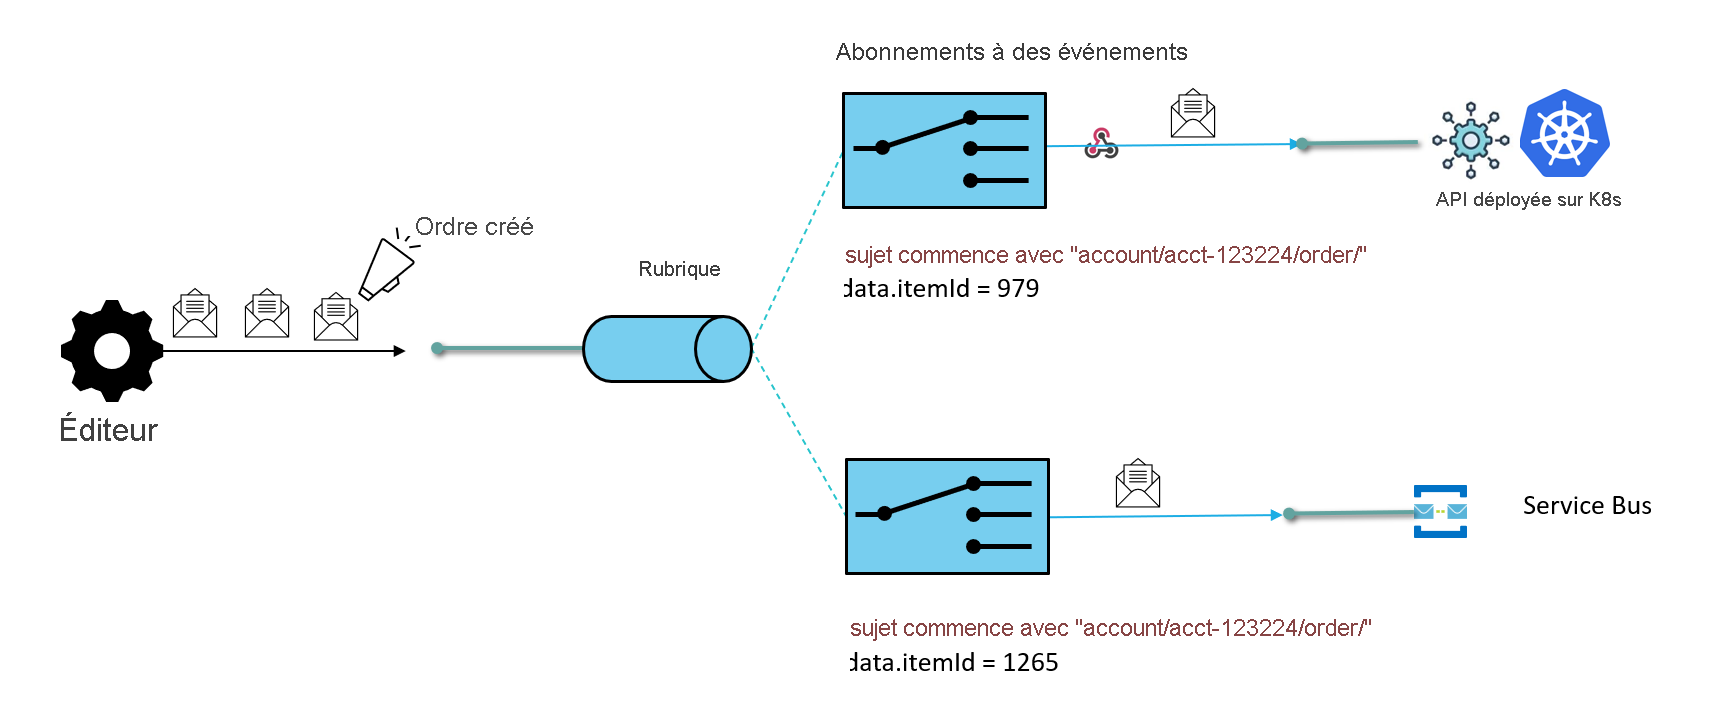 Abonnements à des événements
API déployée sur K8s
Ordre créé
sujet commence avec "account/acct-123224/order/"
data.itemId = 979
Rubrique
Éditeur
Service Bus
sujet commence avec "account/acct-123224/order/"
data.itemId = 1265